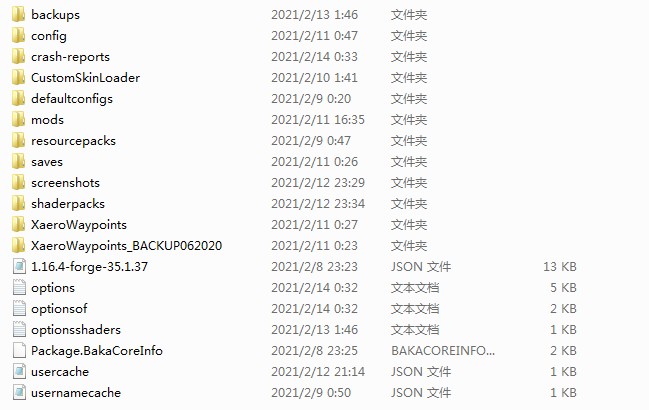 backups 2021/2/13 1:46 文件夹
config 2021/2/11 0:47 文件夹
crash-reports 2021/2/14 0:33 文件夹
CustomSkinLoader 2021/2/10 1:41 文件夹
defaultconfigs 2021/2/9 0:20 文件夹
mods 2021/2/11 16:35 文件夹
resourcepacks 2021/2/9 0:47 文件夹
saves 2021/2/11 0:26 文件夹
screenshots 2021/2/12 23:29 文件夹
shaderpacks 2021/2/12 23:34 文件夹
XaeroWaypoints 2021/2/11 0:27 文件夹
XaeroWaypoints_BACKUP062020 2021/2/11 0:23 文件夹
1.16.4-forge-35.1.37 2021/2/8 23:23 JSON 文件 13 KB
options 2021/2/14 0:32 文本文档 5 KB
optionsof 2021/2/14 0:32 文本文档 2 KB
optionsshaders 2021/2/13 1:46 文本文档 1 KB
Package.BakaCoreInfo 2021/2/8 23:25 BAKACOREINFO... 2 KB
usercache 2021/2/12 21:14 JSON 文件 1 KB
usernamecache 2021/2/9 0:50 JSON 文件 1 KB